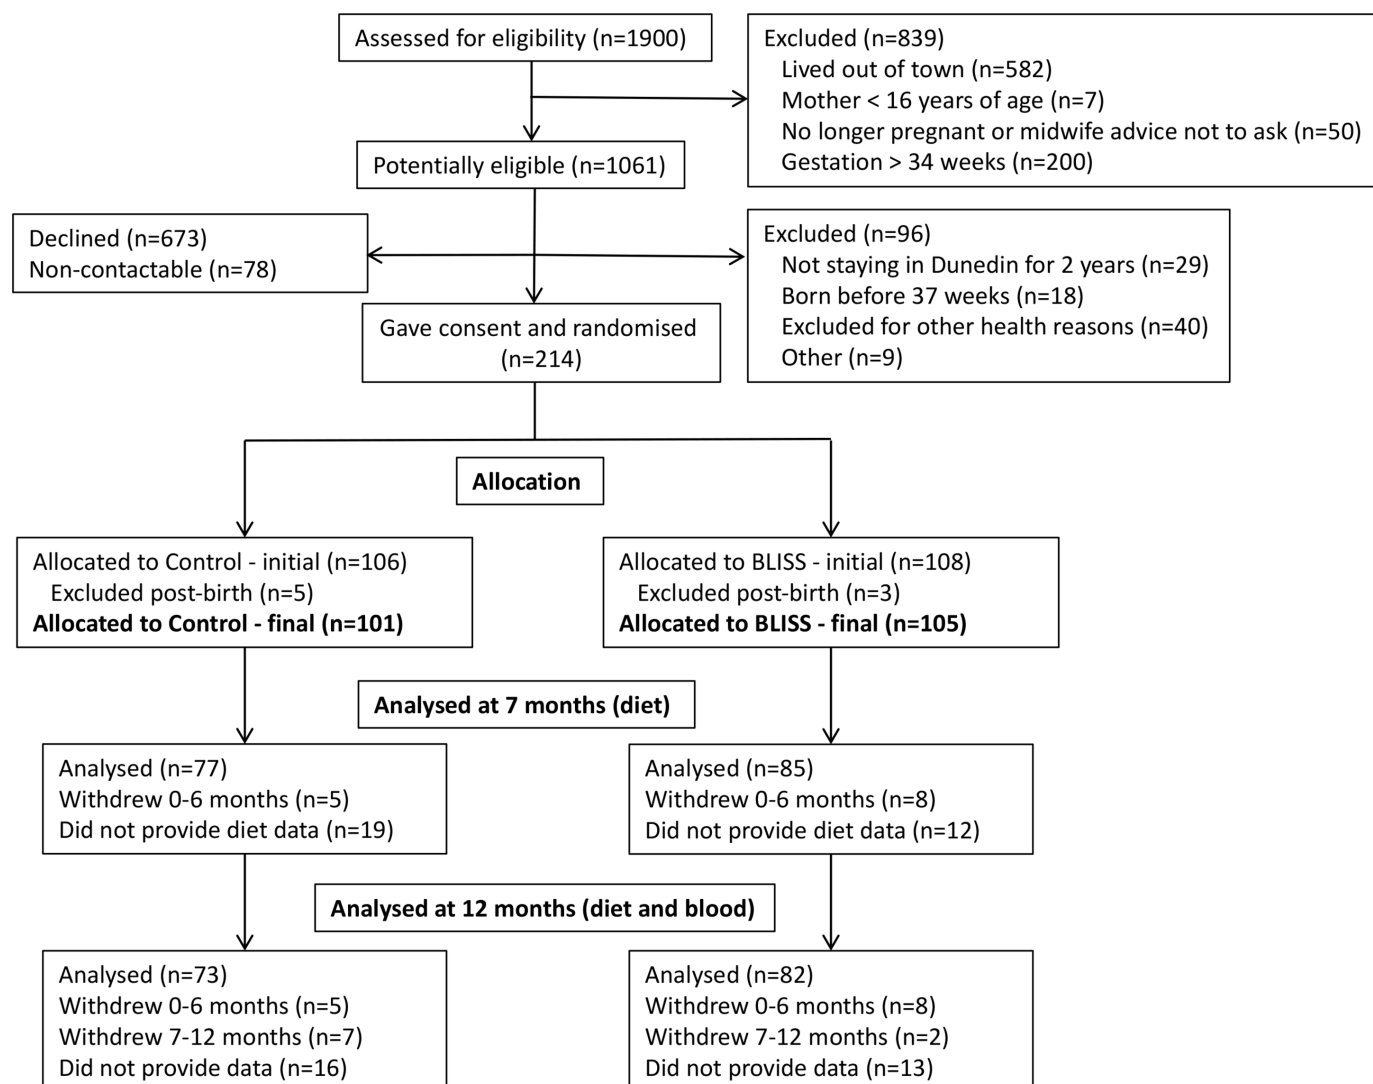 Assessed for eligibility (n=1900)
Excluded (n=839)
Lived out of town (n=582)
Mother < 16 years of age (n=7)
No longer pregnant or midwife advice not to ask (n=50)
Gestation > 34 weeks (n=200)
Potentially eligible (n=1061)
Declined (n=673)
Non-contactable (n=78)
Excluded (n=96)
Not staying in Dunedin for 2 years (n=29)
Born before 37 weeks (n=18)
Excluded for other health reasons (n=40)
Other (n=9)
Gave consent and randomised
(n=214)
Allocation
Allocated to Control - initial (n=106)
Excluded post-birth (n=5)
Allocated to Control - final (n=101)
Allocated to BLISS - initial (n=108)
Excluded post-birth (n=3)
Allocated to BLISS - final (n=105)
Analysed at 7 months (diet)
Analysed (n=77)
Withdrew 0-6 months (n=5)
Did not provide diet data (n=19)
Analysed (n=85)
Withdrew 0-6 months (n=8)
Did not provide diet data (n=12)
Analysed at 12 months (diet and blood)
Analysed (n=73)
Withdrew 0-6 months (n=5)
Withdrew 7-12 months (n=7)
Did not provide data (n=16)
Analysed (n=82)
Withdrew 0-6 months (n=8)
Withdrew 7-12 months (n=2)
Did not provide data (n=13)